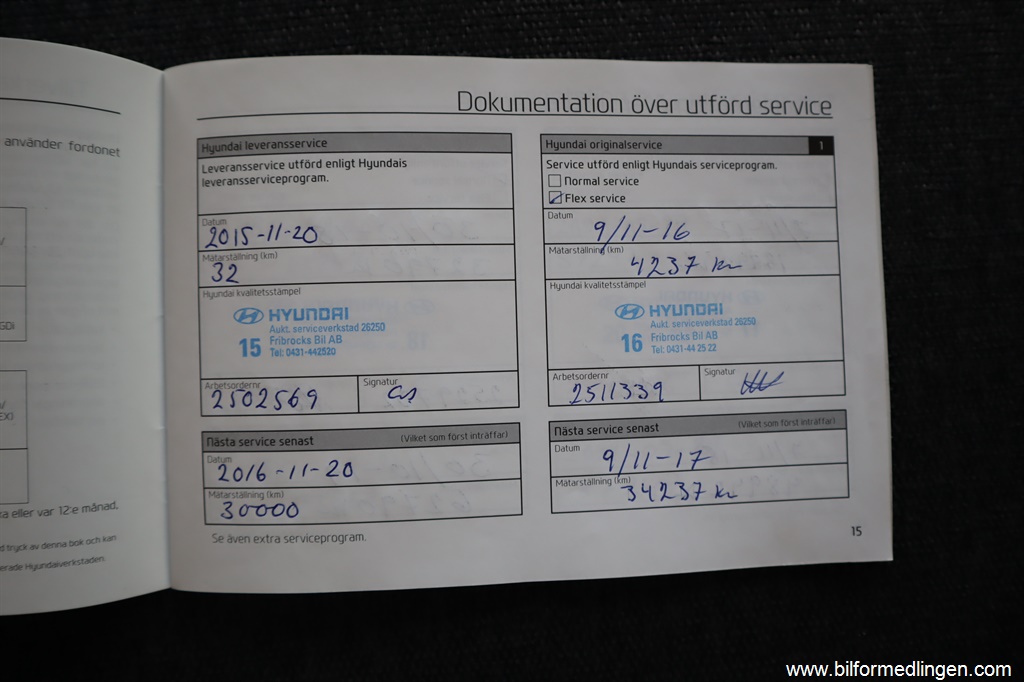 använder fordonet
GDi
EX)
ra eller var 12:e månad,
d tryck av denna bok och kan
erade Hyundaiverkstaden.
Dokumentation över utförd service
Hyundai leveransservice
Leveransservice utförd enligt Hyundais
leveransserviceprogram.
Datum
2015-11-20
Mätarställning (km)
32
Hyundai kvalitetsstämpel
HYUNDAI
Aukt. serviceverkstad 26250
15 Fribrocks Bil AB
Tel: 0431-442520
Arbetsordernr
2502569
Signatur
Nästa service senast (Vilket som först inträffar)
Datum
2016-11-20
Mätarställning (km)
30000
Se även extra serviceprogram.
Hyundai originalservice 1
Service utförd enligt Hyundais serviceprogram.
Normal service
Flex service
Datum
9/11-16
Mätarställning (km)
4237 km
Hyundai kvalitetsstämpel
HYUNDAI
Aukt. serviceverkstad 26250
16 Fribrocks Bil AB
Tel: 0431-44 25 22
Arbetsordernr
2511339
Signatur
Nästa service senast (Vilket som först inträffar)
Datum
9/11-17
Mätarställning (km)
34237 km
15
www.bilformedlingen.com